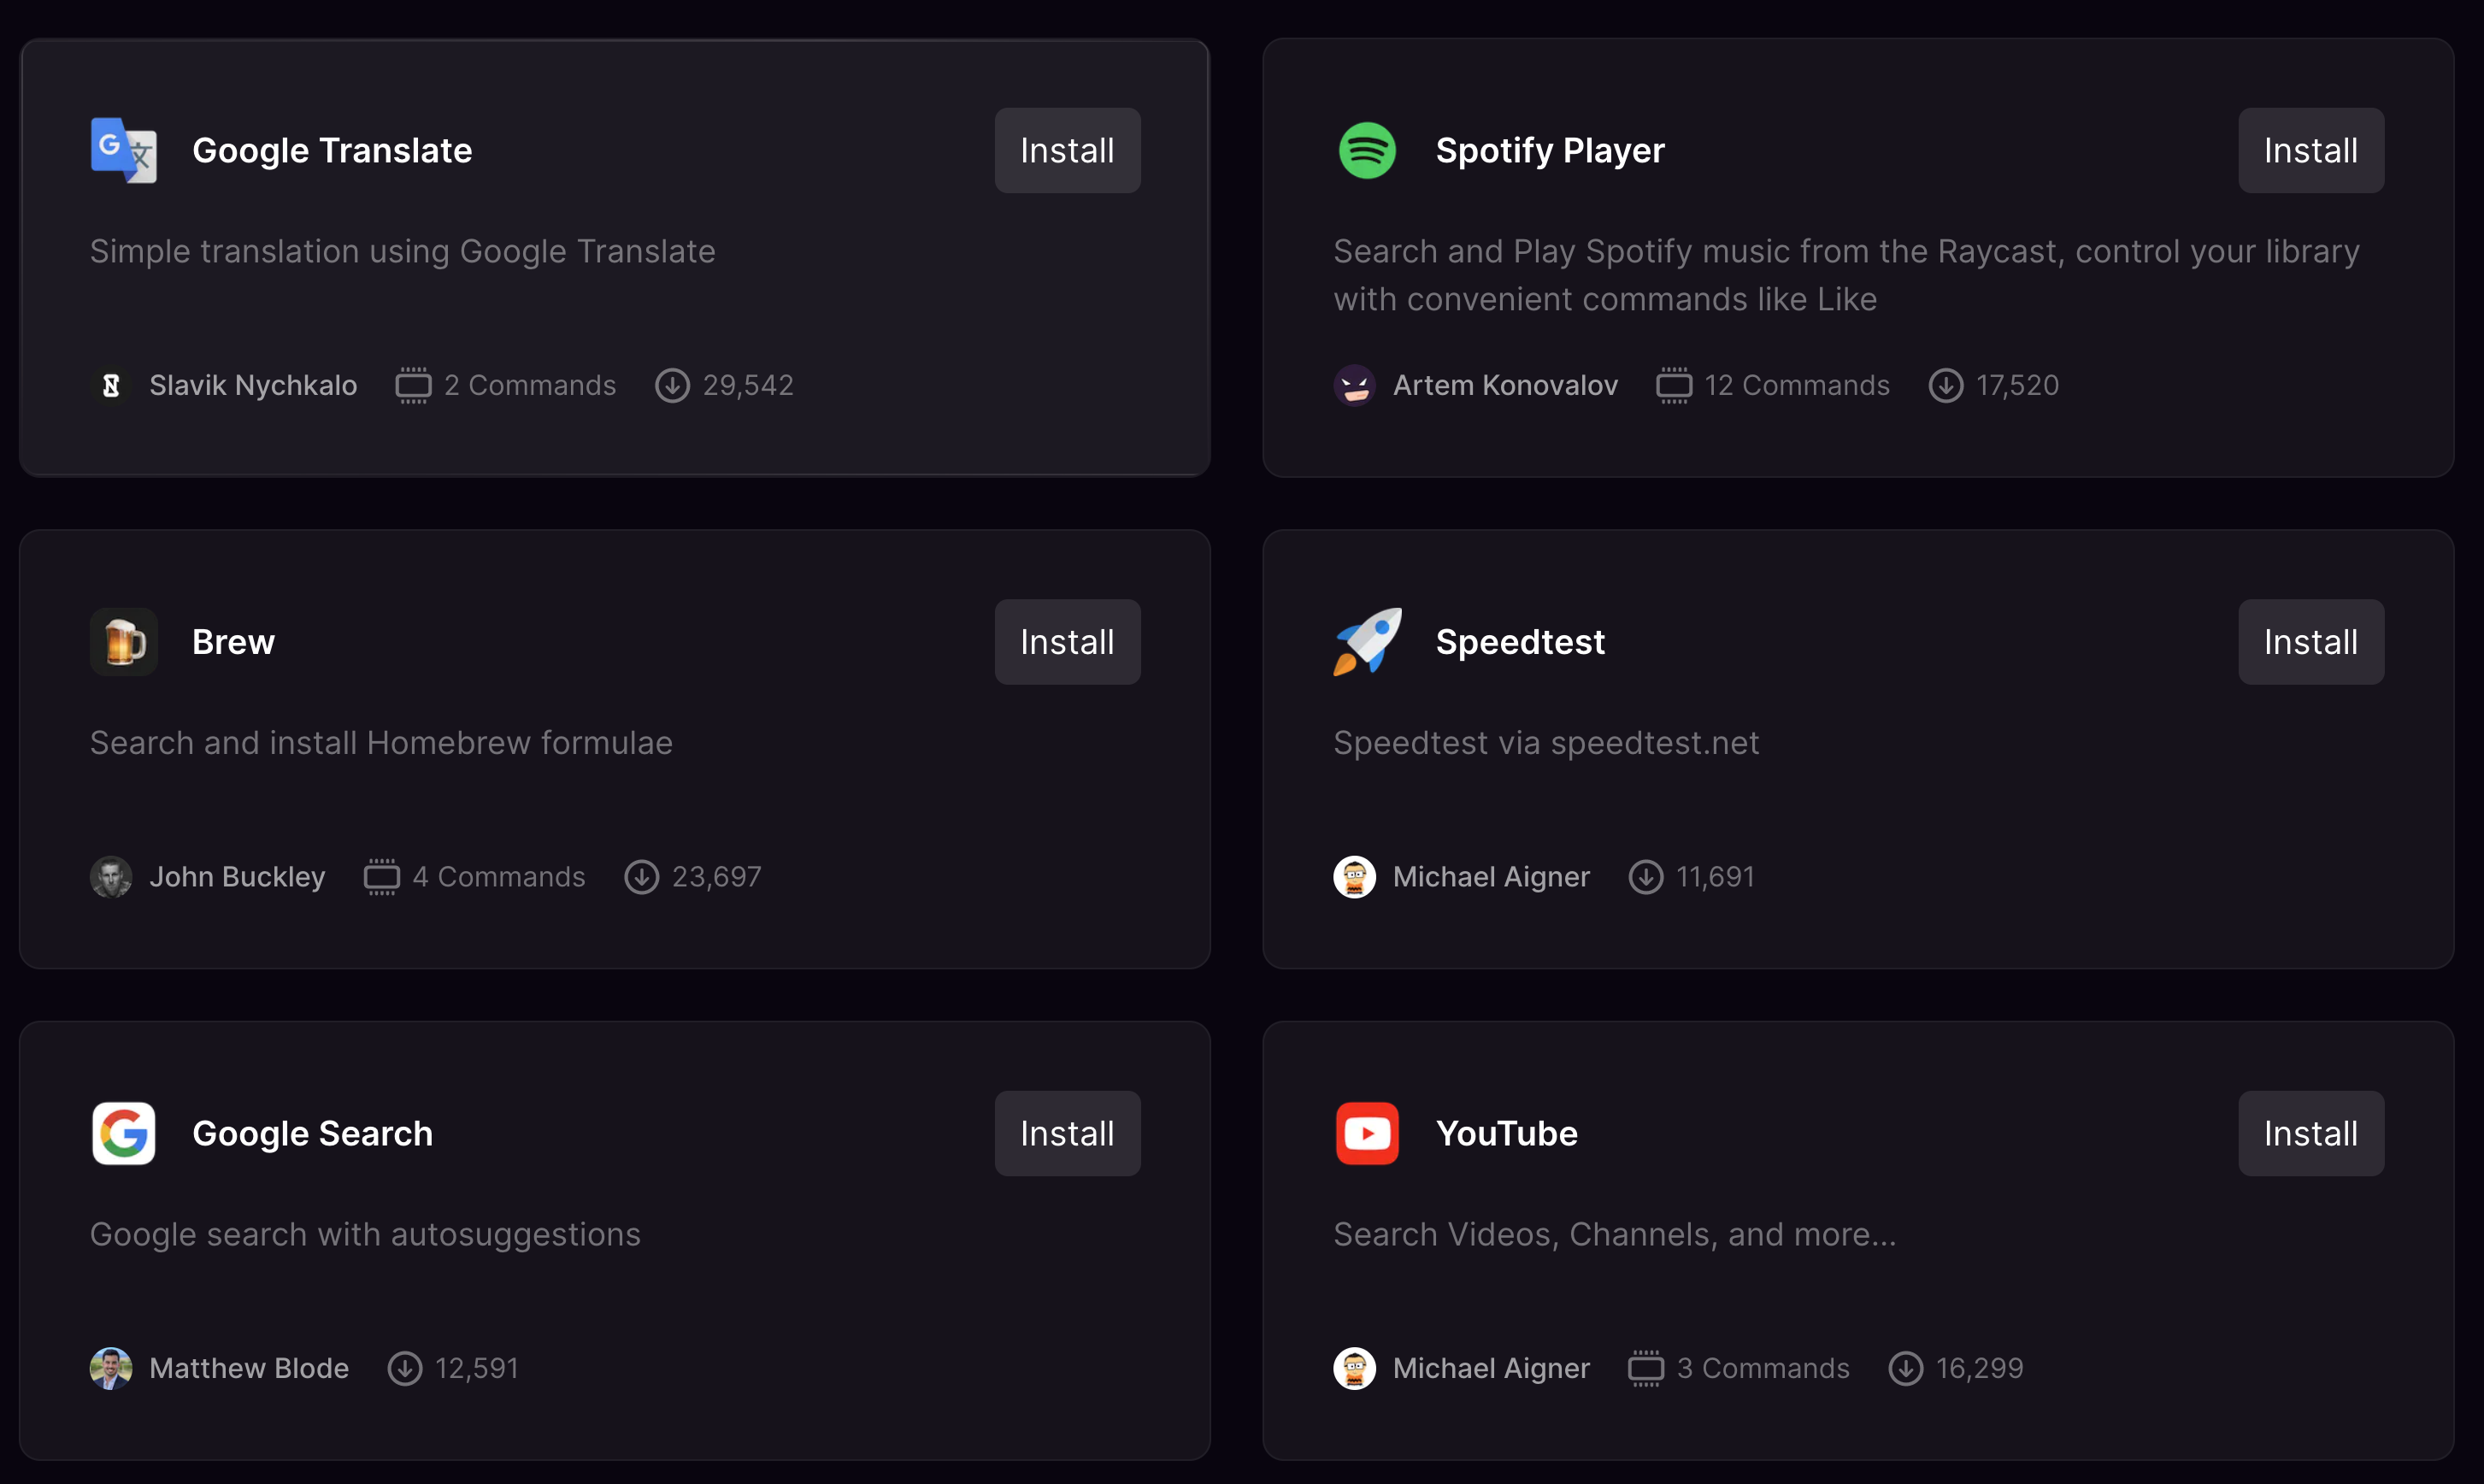 Google Translate
Install
Simple translation using Google Translate
Slavik Nychkalo 2 Commands 29,542
Spotify Player
Install
Search and Play Spotify music from the Raycast, control your library
with convenient commands like Like
Artem Konovalov 12 Commands 17,520
Brew
Install
Search and install Homebrew formulae
John Buckley 4 Commands 23,697
Speedtest
Install
Speedtest via speedtest.net
Michael Aigner 11,691
Google Search
Install
Google search with autosuggestions
Matthew Blode 12,591
YouTube
Install
Search Videos, Channels, and more...
Michael Aigner 3 Commands 16,299